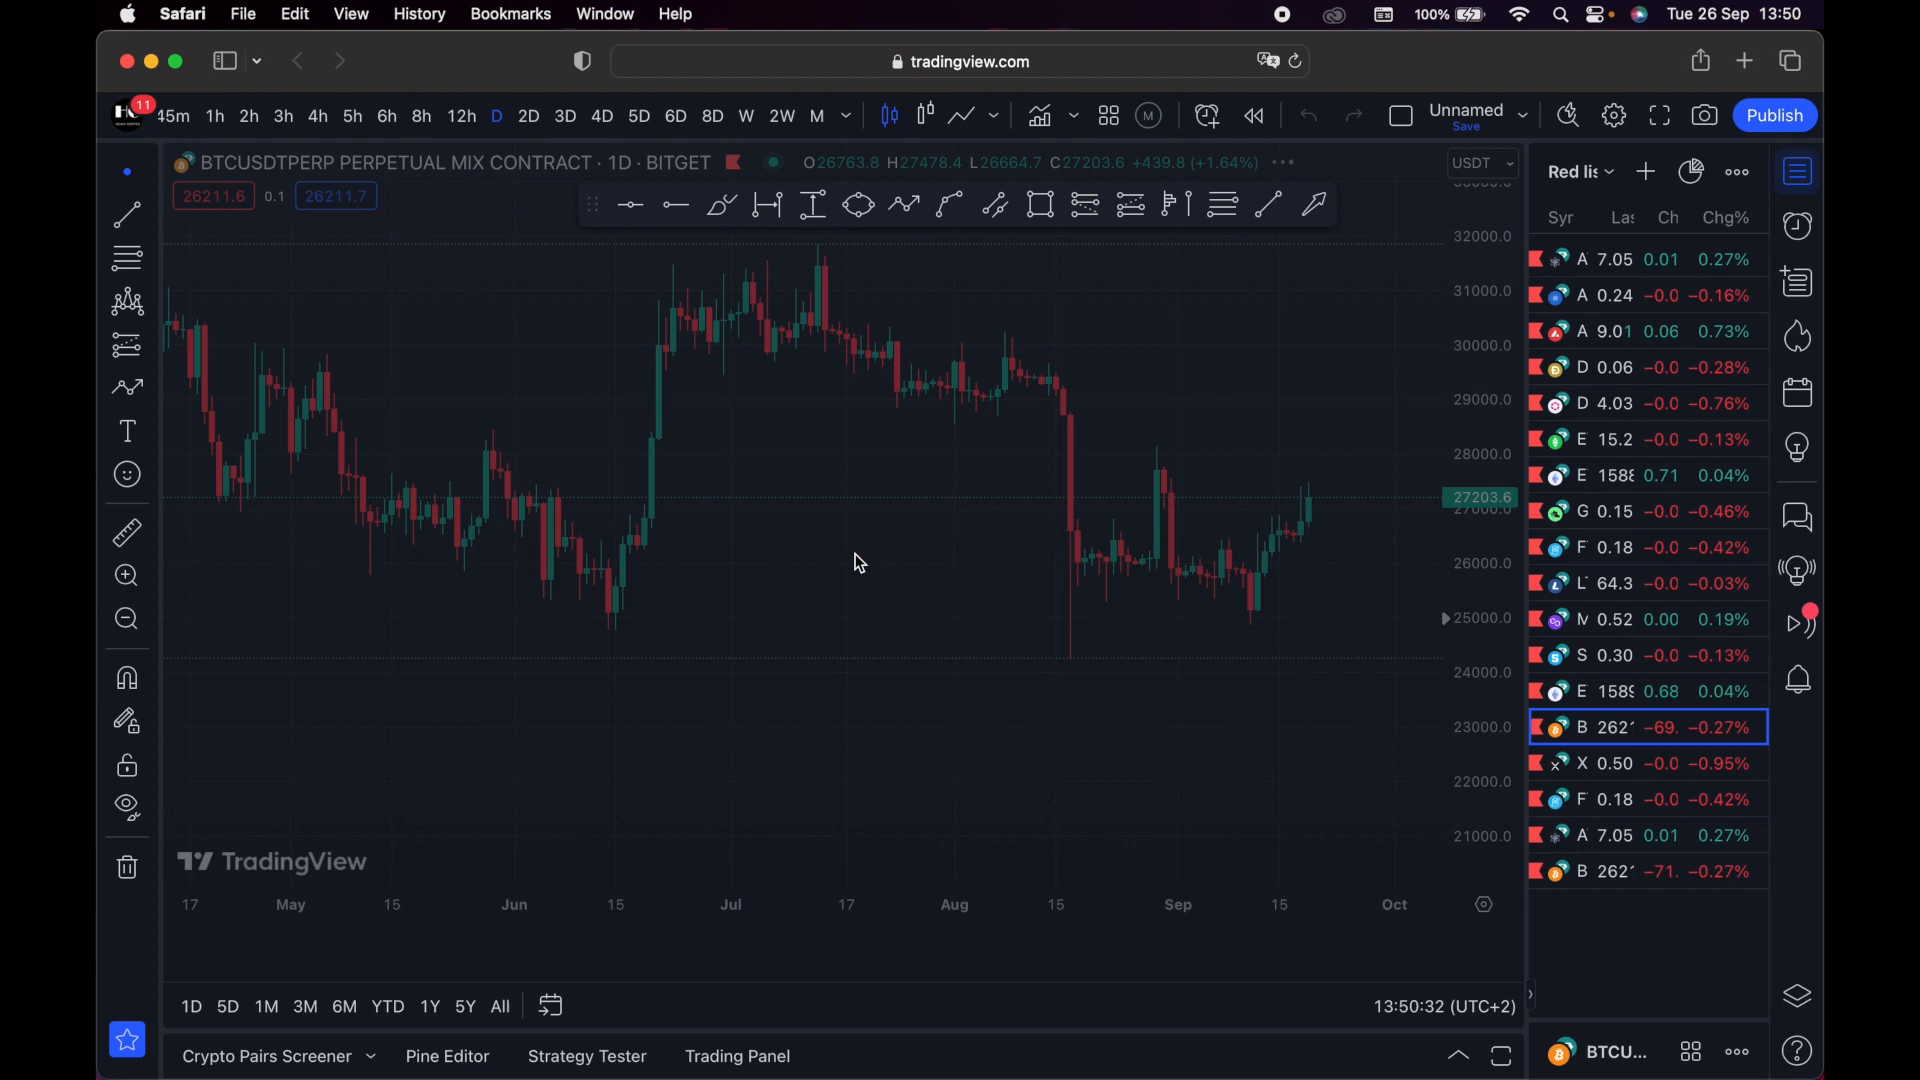 Safari File Edit View History Bookmarks Window Help 100% Tue 26 Sep 13:50
tradingview.com
11 45m 1h 2h 3h 4h 5h 6h 8h 12h D 2D 3D 4D 5D 6D 8D W 2W M M Unnamed Publish
Save
BTCUSDTPERP PERPETUAL MIX CONTRACT · 1D · BITGET O26763.8 H27478.4 L26664.7 C27203.6 +439.8 (+1.64%) USDT
26211.6 0.1 26211.7
32000.0
31000.0
30000.0
29000.0
28000.0
27203.6
27000.0
26000.0
25000.0
24000.0
23000.0
22000.0
21000.0
TradingView
17 May 15 Jun 15 Jul 17 Aug 15 Sep 15 Oct
1D 5D 1M 3M 6M YTD 1Y 5Y All 13:50:32 (UTC+2)
Crypto Pairs Screener Pine Editor Strategy Tester Trading Panel
Red lis
Syr Las Ch Chg%
A 7.05 0.01 0.27%
A 0.24 −0.0 −0.16%
A 9.01 0.06 0.73%
D 0.06 −0.0 −0.28%
D 4.03 −0.0 −0.76%
E 15.2 −0.0 −0.13%
E 1588 0.71 0.04%
G 0.15 −0.0 −0.46%
F 0.18 −0.0 −0.42%
L 64.3 −0.0 −0.03%
M 0.52 0.00 0.19%
S 0.30 −0.0 −0.13%
E 1589 0.68 0.04%
B 262 −69. −0.27%
X 0.50 −0.0 −0.95%
F 0.18 −0.0 −0.42%
A 7.05 0.01 0.27%
B 262 −71. −0.27%
BTCU...